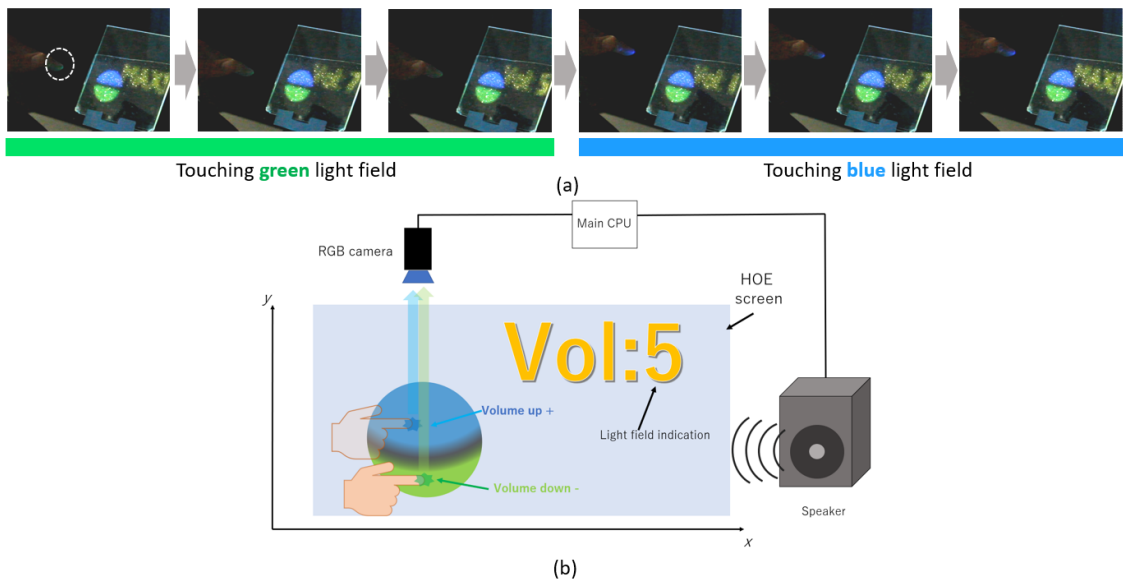 Touching green light field
Touching blue light field
(a)
Main CPU
RGB camera
HOE
screen
y
Vol:5
Volume up +
Light field indication
Volume down -
Speaker
x
(b)